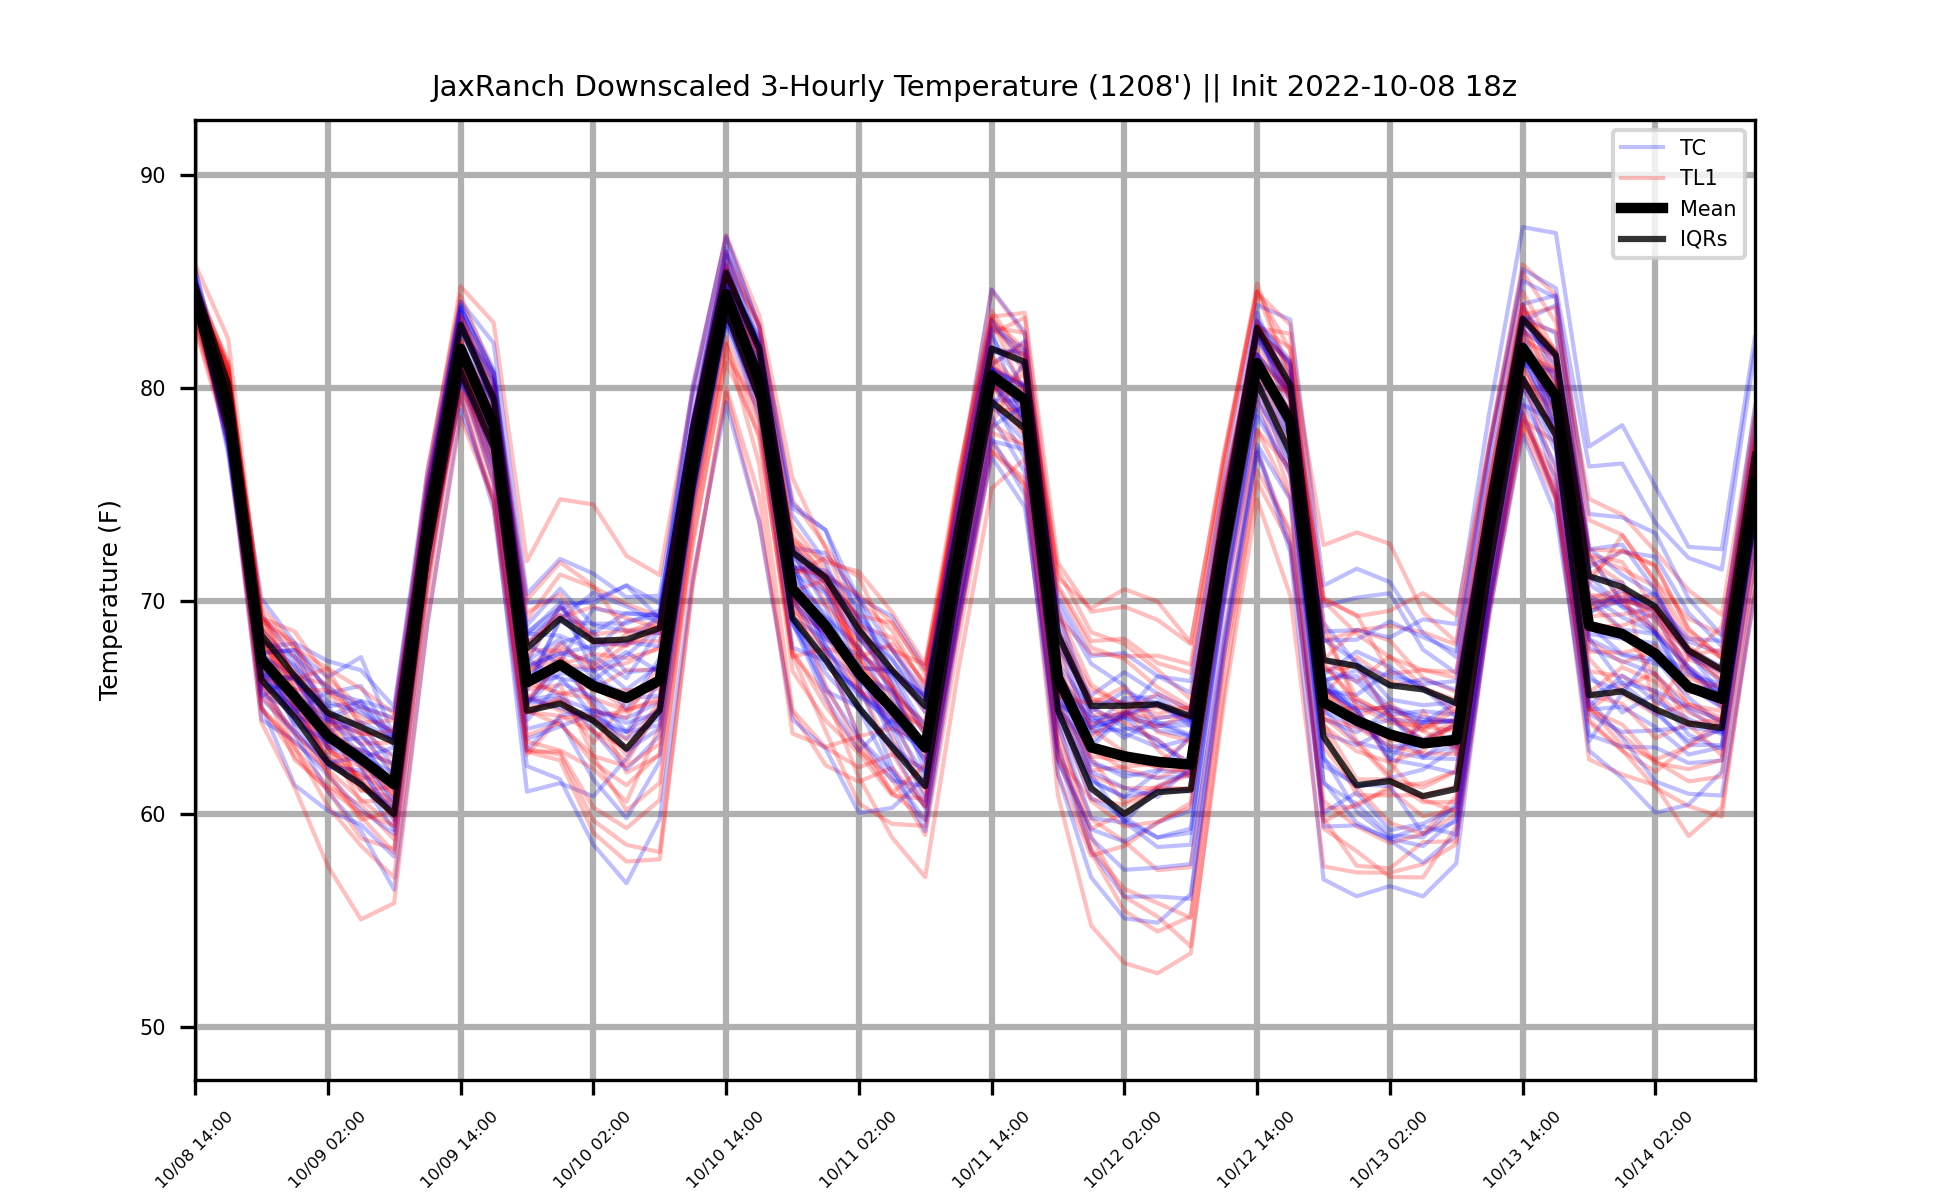 JaxRanch Downscaled 3-Hourly Temperature (1208') || Init 2022-10-08 18z
TC
TL1
Mean
IQRs
Temperature (F)
90
80
70
60
50
10/08 14:00
10/09 02:00
10/09 14:00
10/10 02:00
10/10 14:00
10/11 02:00
10/11 14:00
10/12 02:00
10/12 14:00
10/13 02:00
10/13 14:00
10/14 02:00